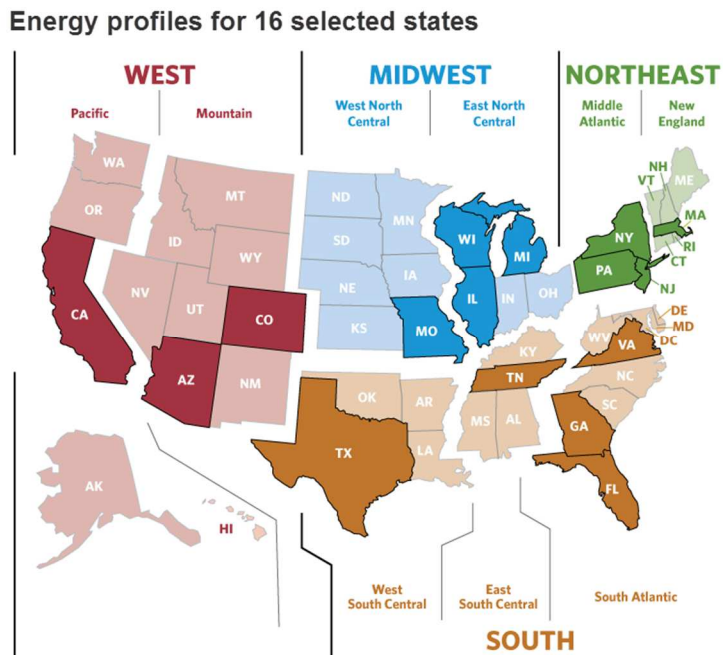 Energy profiles for 16 selected states
WEST
MIDWEST
NORTHEAST
Pacific
Mountain
West North
Central
East North
Central
Middle
Atlantic
New
England
WA
OR
CA
MT
ID
WY
NV
UT
CO
AZ
NM
ND
SD
NE
KS
MN
IA
MO
WI
MI
IL
IN
OH
NH
VT
ME
MA
NY
RI
CT
PA
NJ
DE
MD
DC
WV
VA
KY
TN
NC
SC
OK
AR
TX
LA
MS
AL
GA
FL
AK
HI
West
South Central
East
South Central
South Atlantic
SOUTH